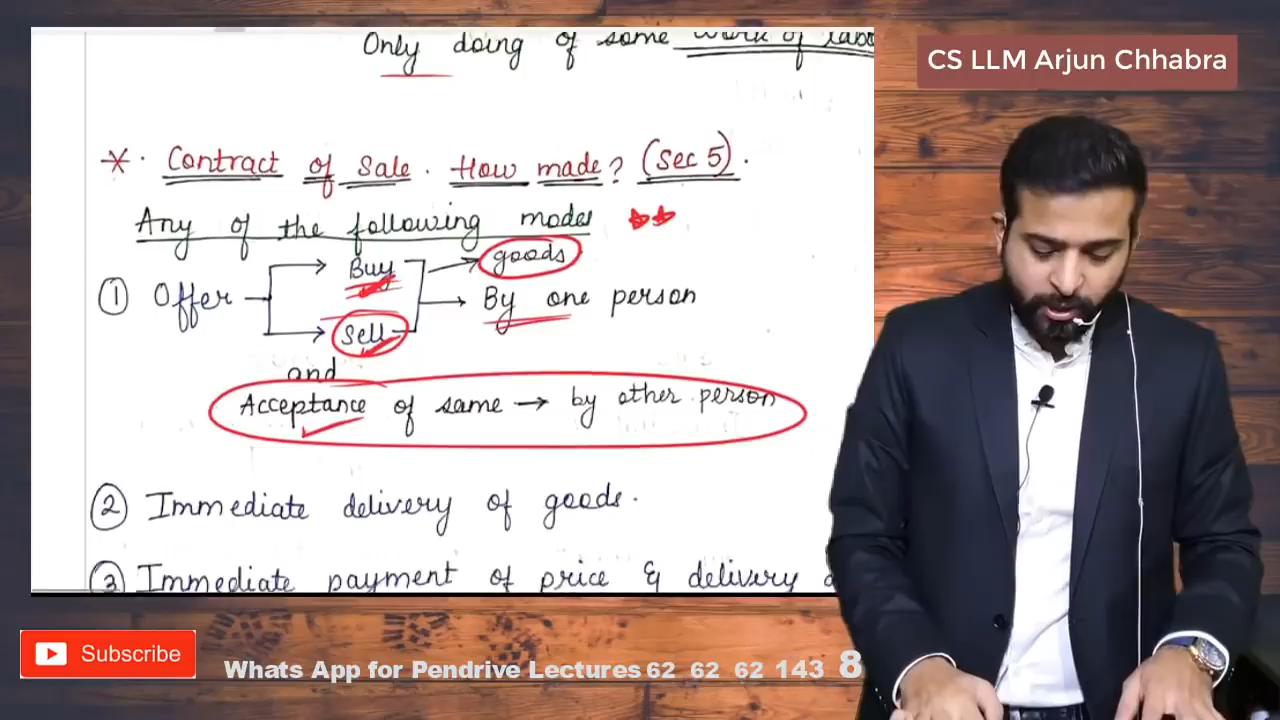 Only doing of some work of labo
CS LLM Arjun Chhabra
* . Contract of Sale . How made? (Sec 5) .
Any of the following modes
goods
① Offer → Buy → By one person
Sell
and
Acceptance of same → by other person
② Immediate delivery of goods.
③ Immediate payment of price & delivery
Subscribe
Whats App for Pendrive Lectures 62 62 62 143 8